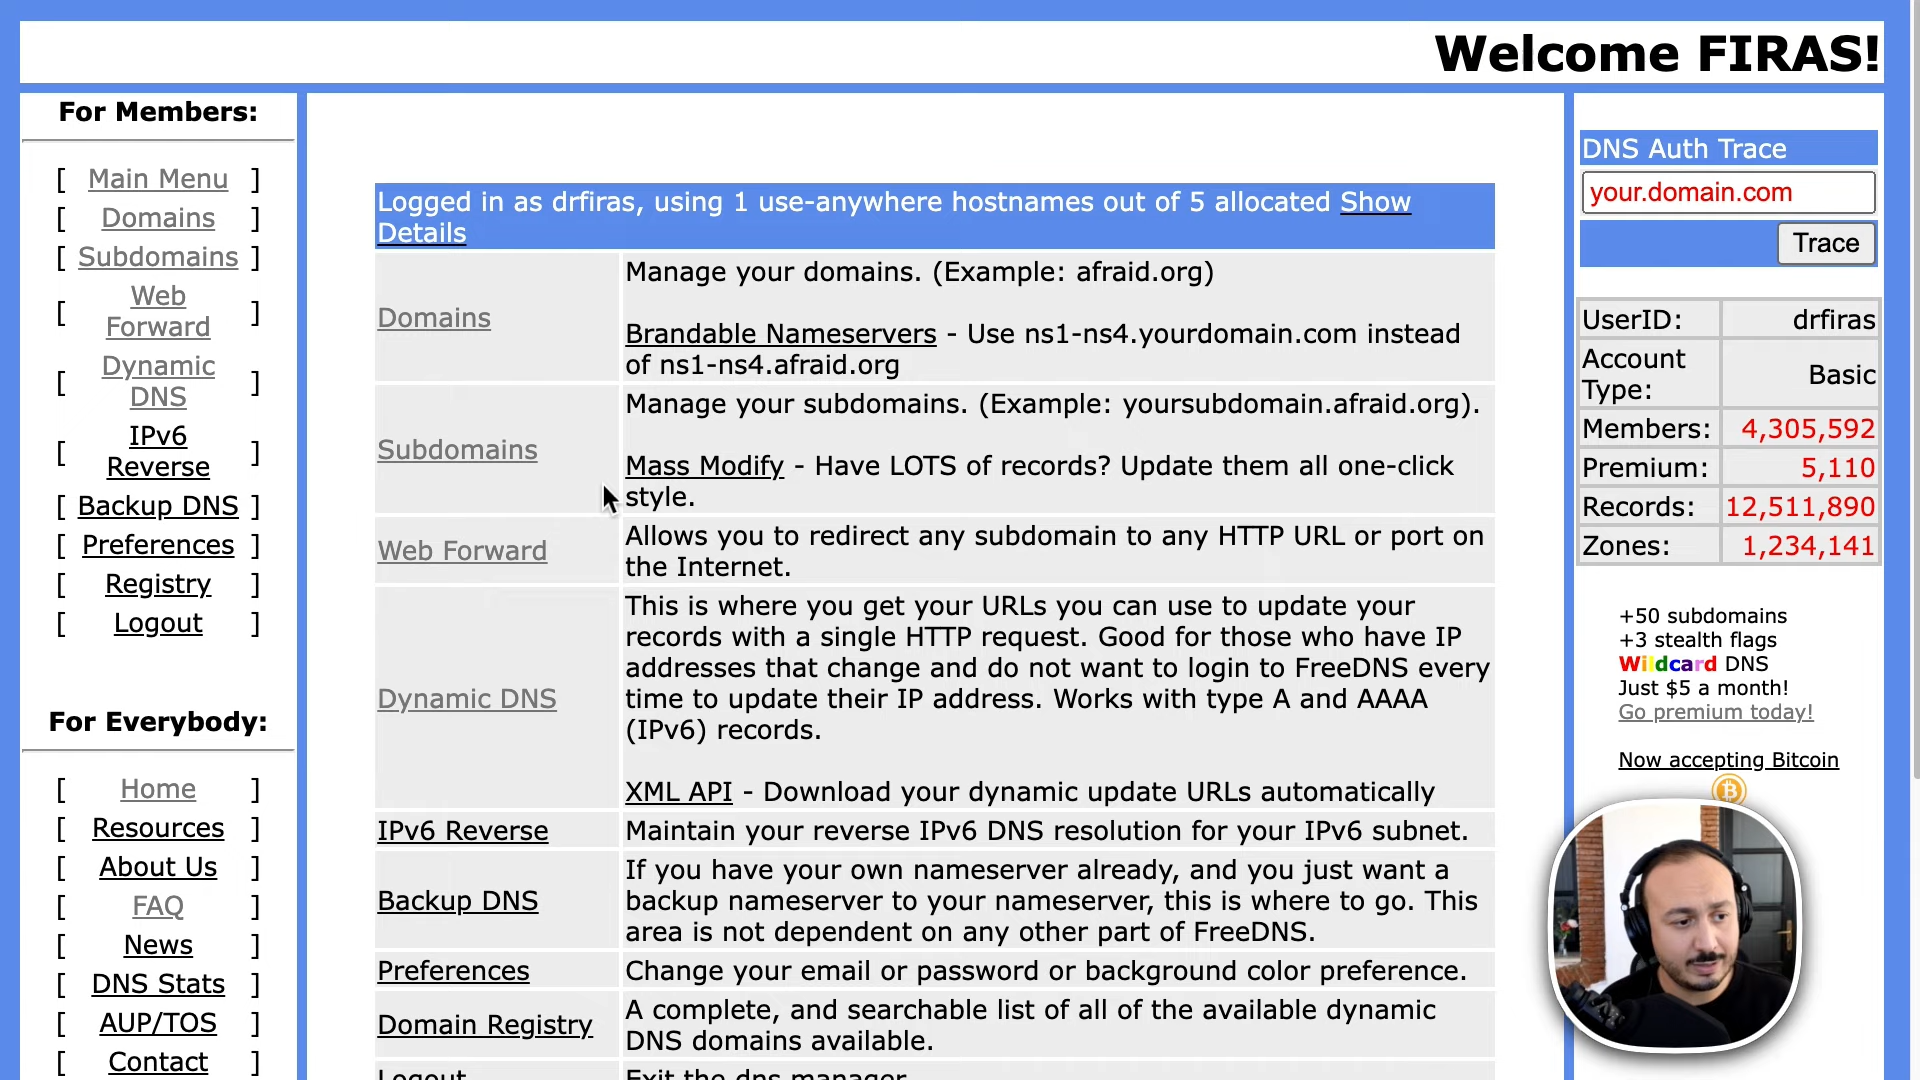 Welcome FIRAS!
For Members:
[ Main Menu ]
[ Domains ]
[ Subdomains ]
[ Web
Forward ]
[ Dynamic
DNS ]
[ IPv6
Reverse ]
[ Backup DNS ]
[ Preferences ]
[ Registry ]
[ Logout ]
For Everybody:
[ Home ]
[ Resources ]
[ About Us ]
[ FAQ ]
[ News ]
[ DNS Stats ]
[ AUP/TOS ]
[ Contact ]
Logged in as drfiras, using 1 use-anywhere hostnames out of 5 allocated Show
Details
Domains
Manage your domains. (Example: afraid.org)
Brandable Nameservers - Use ns1-ns4.yourdomain.com instead
of ns1-ns4.afraid.org
Subdomains
Manage your subdomains. (Example: yoursubdomain.afraid.org).
Mass Modify - Have LOTS of records? Update them all one-click
style.
Web Forward
Allows you to redirect any subdomain to any HTTP URL or port on
the Internet.
Dynamic DNS
This is where you get your URLs you can use to update your
records with a single HTTP request. Good for those who have IP
addresses that change and do not want to login to FreeDNS every
time to update their IP address. Works with type A and AAAA
(IPv6) records.
XML API - Download your dynamic update URLs automatically
IPv6 Reverse
Maintain your reverse IPv6 DNS resolution for your IPv6 subnet.
Backup DNS
If you have your own nameserver already, and you just want a
backup nameserver to your nameserver, this is where to go. This
area is not dependent on any other part of FreeDNS.
Preferences
Change your email or password or background color preference.
Domain Registry
A complete, and searchable list of all of the available dynamic
DNS domains available.
Logout
Exit the dns manager
DNS Auth Trace
your.domain.com
Trace
UserID: drfiras
Account
Type: Basic
Members: 4,305,592
Premium: 5,110
Records: 12,511,890
Zones: 1,234,141
+50 subdomains
+3 stealth flags
Wildcard DNS
Just $5 a month!
Go premium today!
Now accepting Bitcoin